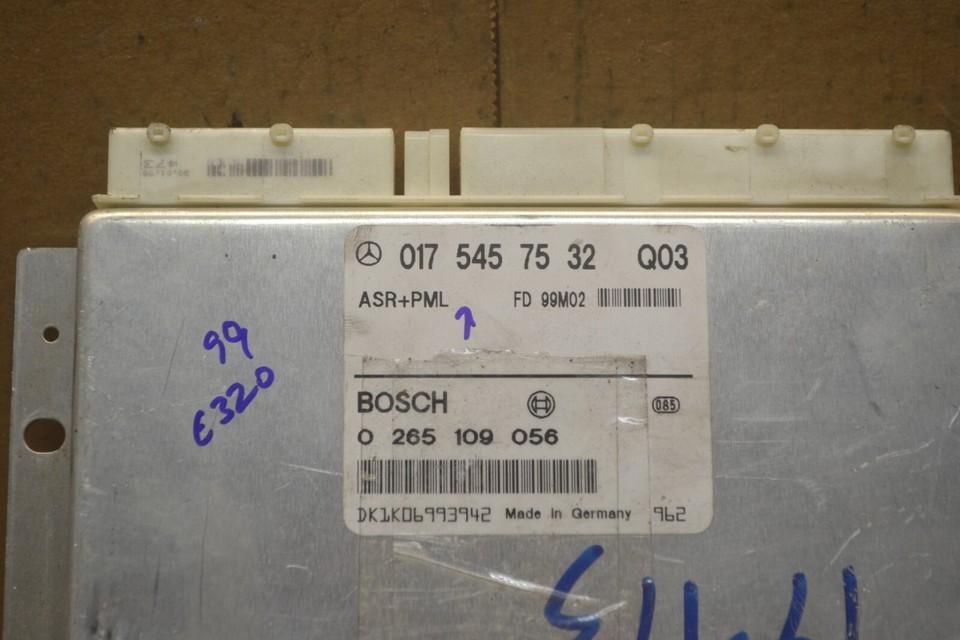 017 545 75 32 Q03
ASR+PML FD 99M02
99
E320
BOSCH 085
0 265 109 056
DK1K06993942 Made in Germany 962